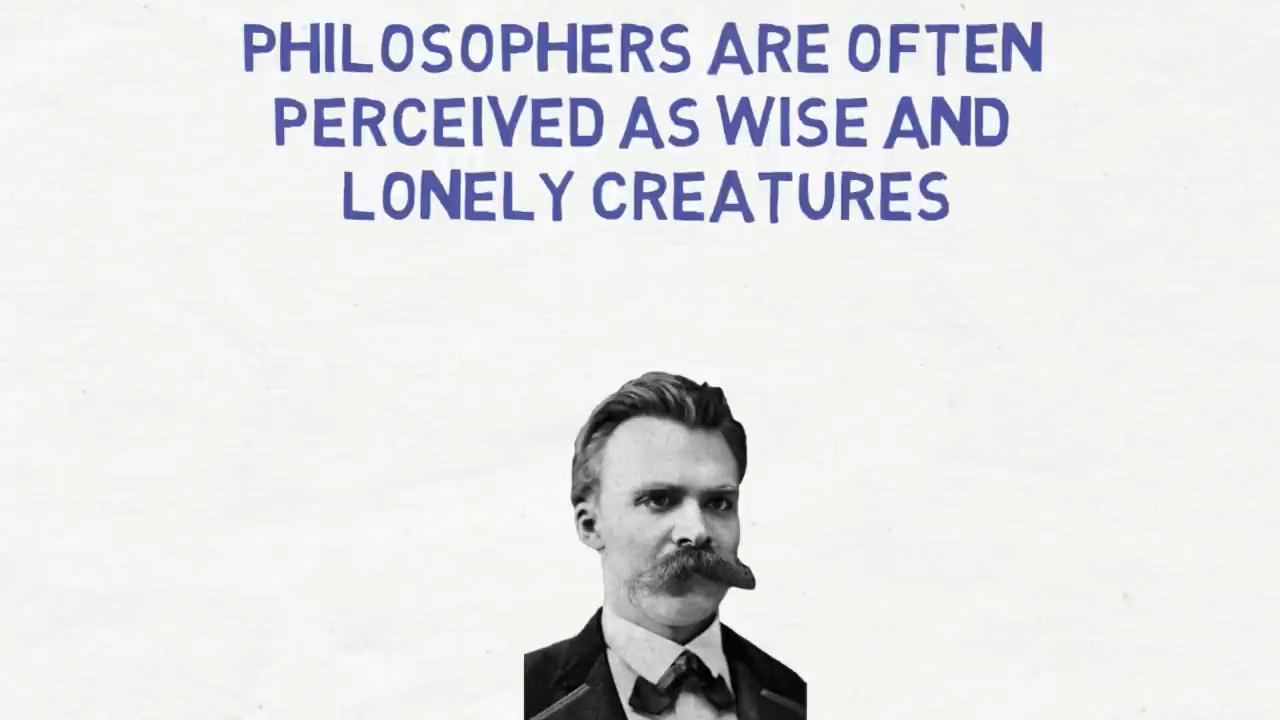 PHILOSOPHERS ARE OFTEN
PERCEIVED AS WISE AND
LONELY CREATURES